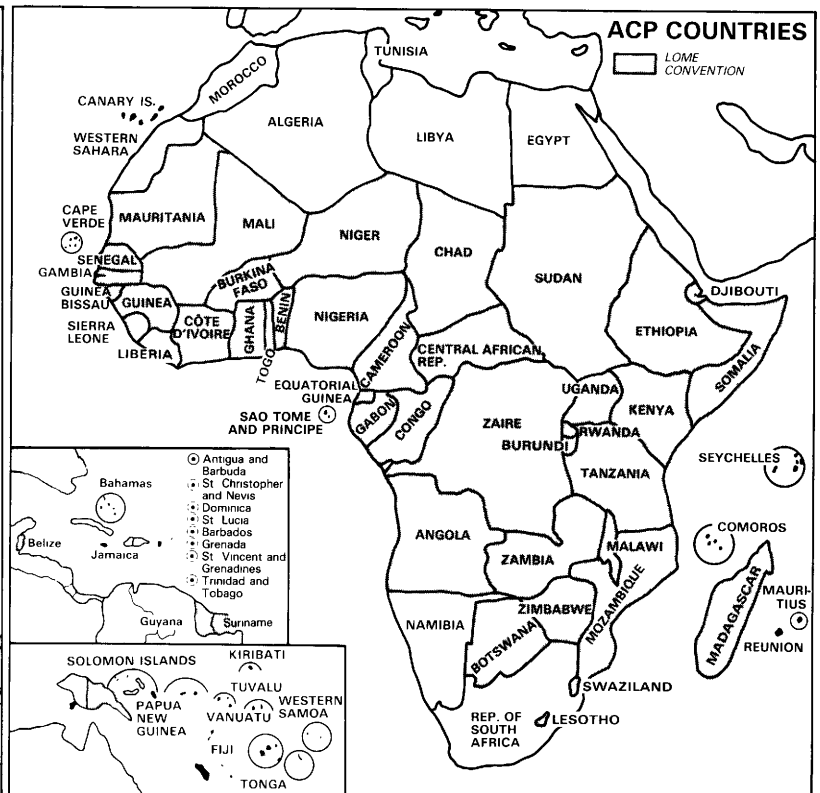 ACP COUNTRIES
LOME
CONVENTION
TUNISIA
MOROCCO
CANARY IS.
ALGERIA
LIBYA
EGYPT
WESTERN
SAHARA
CAPE
VERDE
MAURITANIA
MALI
NIGER
CHAD
SUDAN
SENEGAL
GAMBIA
GUINEA
BISSAU
GUINEA
BURKINA
FASO
SIERRA
LEONE
LIBERIA
CÔTE
D'IVOIRE
GHANA
TOGO
BENIN
NIGERIA
CAMEROON
CENTRAL AFRICAN
REP.
DJIBOUTI
ETHIOPIA
SOMALIA
EQUATORIAL
GUINEA
SAO TOME
AND PRINCIPE
GABON
CONGO
ZAIRE
UGANDA
KENYA
RWANDA
BURUNDI
TANZANIA
SEYCHELLES
COMOROS
ANGOLA
ZAMBIA
MALAWI
MOZAMBIQUE
MADAGASCAR
MAURI-
TIUS
REUNION
NAMIBIA
BOTSWANA
ZIMBABWE
SWAZILAND
REP. OF
SOUTH
AFRICA
LESOTHO
Bahamas
Belize
Jamaica
Guyana
Suriname
Antigua and
Barbuda
St Christopher
and Nevis
Dominica
St Lucia
Barbados
Grenada
St Vincent and
Grenadines
Trinidad and
Tobago
SOLOMON ISLANDS
KIRIBATI
TUVALU
PAPUA
NEW
GUINEA
VANUATU
WESTERN
SAMOA
FIJI
TONGA